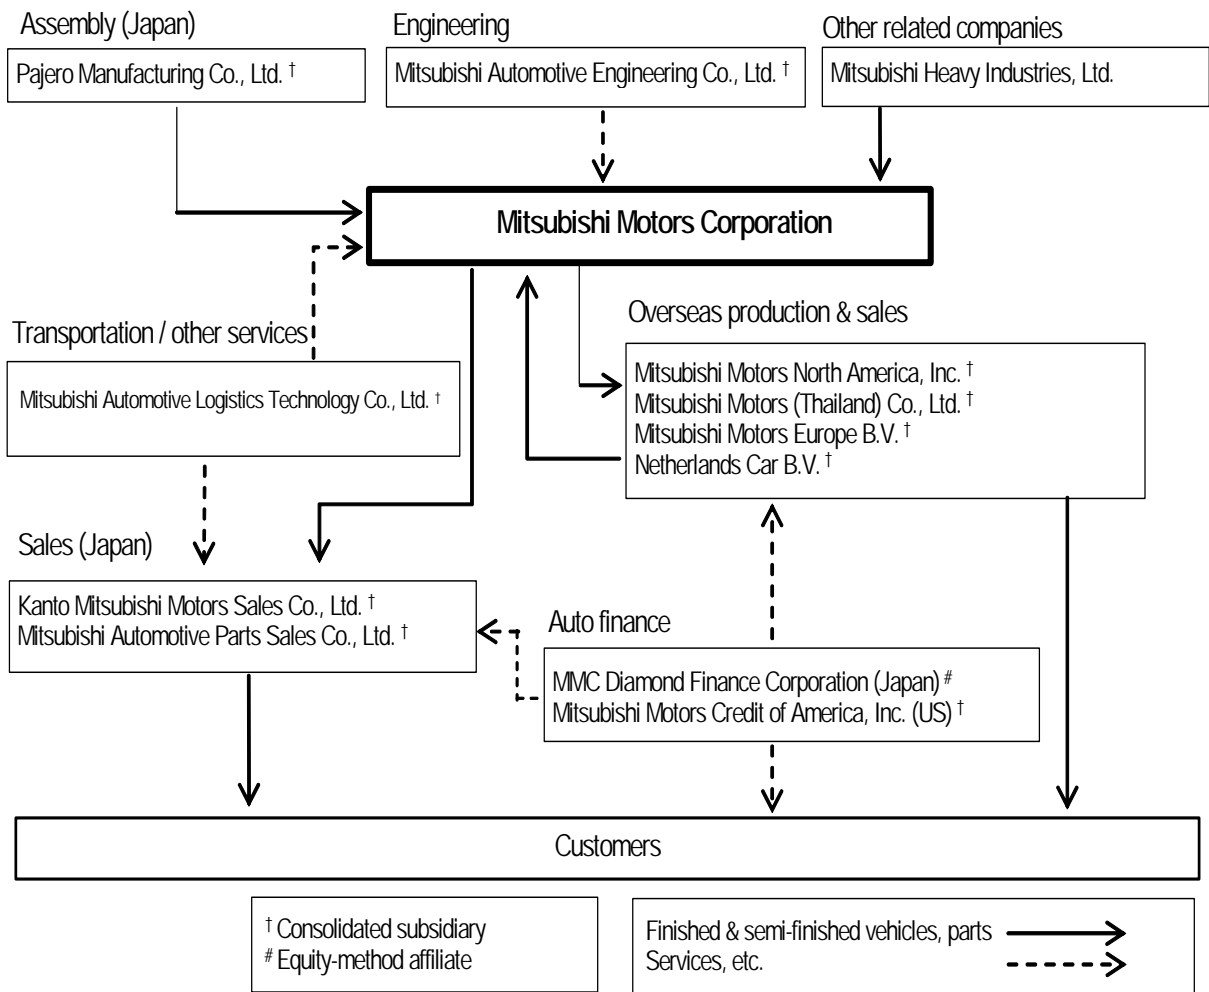 Assembly (Japan)
Pajero Manufacturing Co., Ltd. †
Engineering
Mitsubishi Automotive Engineering Co., Ltd. †
Other related companies
Mitsubishi Heavy Industries, Ltd.
Mitsubishi Motors Corporation
Transportation / other services
Mitsubishi Automotive Logistics Technology Co., Ltd. †
Overseas production & sales
Mitsubishi Motors North America, Inc. †
Mitsubishi Motors (Thailand) Co., Ltd. †
Mitsubishi Motors Europe B.V. †
Netherlands Car B.V. †
Sales (Japan)
Kanto Mitsubishi Motors Sales Co., Ltd. †
Mitsubishi Automotive Parts Sales Co., Ltd. †
Auto finance
MMC Diamond Finance Corporation (Japan) #
Mitsubishi Motors Credit of America, Inc. (US) †
Customers
† Consolidated subsidiary
# Equity-method affiliate
Finished & semi-finished vehicles, parts
Services, etc.